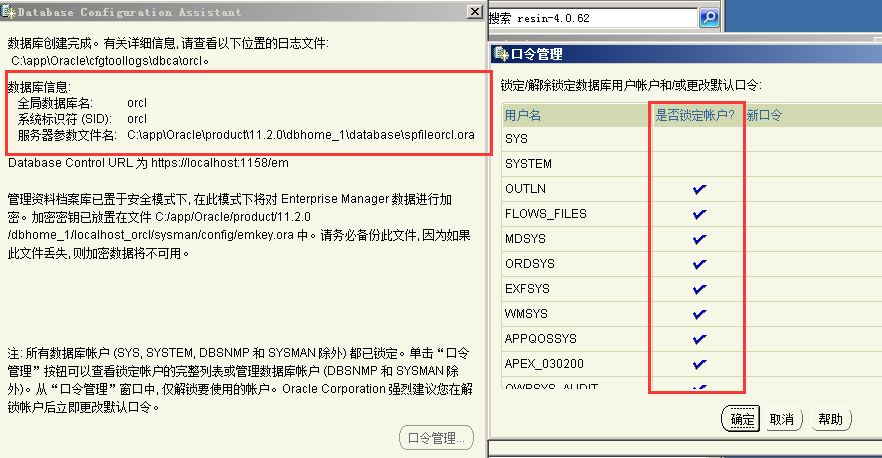 Database Configuration Assistant
数据库创建完成。有关详细信息,请查看以下位置的日志文件:
C:\app\Oracle\cfgtoollogs\dbca\orcl。
数据库信息:
全局数据库名: orcl
系统标识符 (SID): orcl
服务器参数文件名: C:\app\Oracle\product\11.2.0\dbhome_1\database\spfileorcl.ora
Database Control URL 为 https://localhost:1158/em
管理资料档案库已置于安全模式下, 在此模式下将对 Enterprise Manager 数据进行加
密。加密密钥已放置在文件 C:/app/Oracle/product/11.2.0
/dbhome_1/localhost_orcl/sysman/config/emkey.ora 中。请务必备份此文件, 因为如果
此文件丢失, 则加密数据将不可用。
注: 所有数据库帐户 (SYS, SYSTEM, DBSNMP 和 SYSMAN 除外) 都已锁定。单击“口令
管理”按钮可以查看锁定帐户的完整列表或管理数据库帐户 (DBSNMP 和 SYSMAN 除
外)。从“口令管理”窗口中, 仅解锁要使用的帐户。Oracle Corporation 强烈建议您在解
锁帐户后立即更改默认口令。
口令管理...
搜索 resin-4.0.62
口令管理
锁定/解除锁定数据库用户帐户和/或更改默认口令:
用户名 是否锁定帐户? 新口令
SYS
SYSTEM
OUTLN
FLOWS_FILES
MDSYS
ORDSYS
EXFSYS
WMSYS
APPQOSSYS
APEX_030200
OWBSYS_AUDIT
确定 取消 帮助